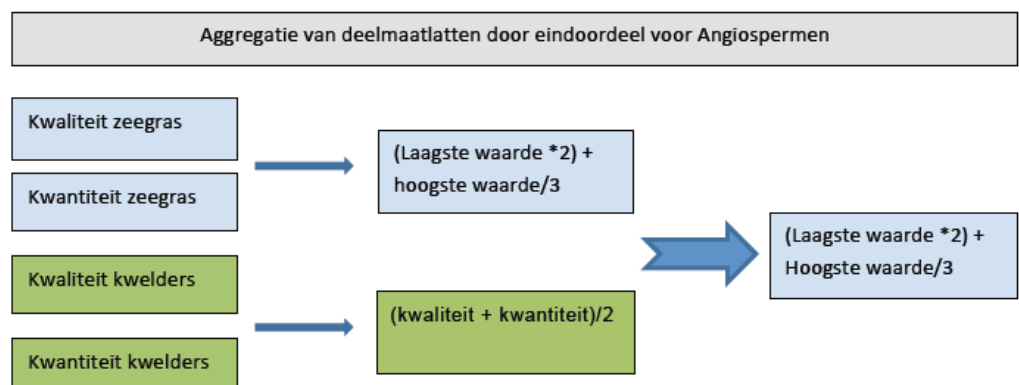 Aggregatie van deelmaatlatten door eindoordeel voor Angiospermen
Kwaliteit zeegras
Kwantiteit zeegras
(Laagste waarde *2) +
hoogste waarde/3
Kwaliteit kwelders
Kwantiteit kwelders
(kwaliteit + kwantiteit)/2
(Laagste waarde *2) +
Hoogste waarde/3